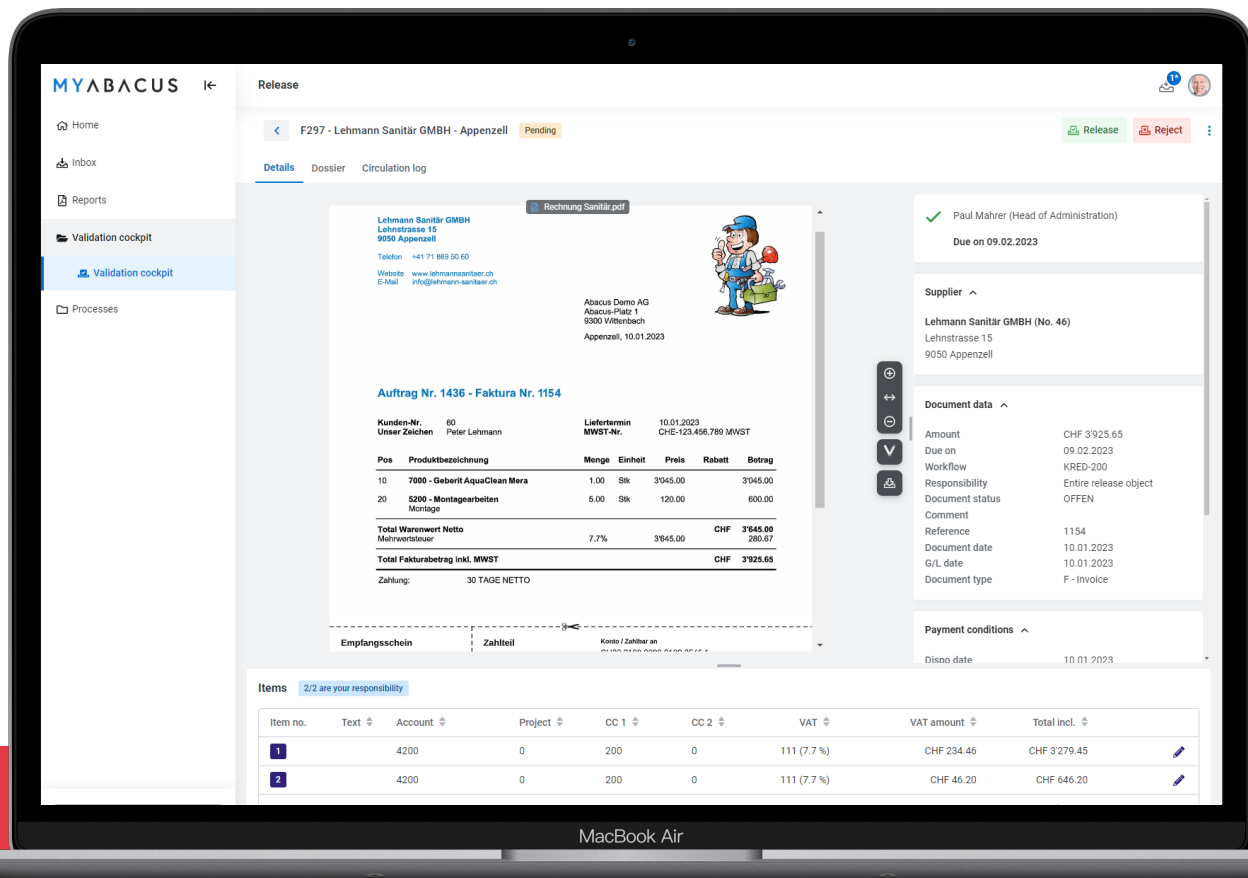 MYABACUS
Release
1*
Home
Inbox
Reports
Validation cockpit
Validation cockpit
Processes
F297 - Lehmann Sanitär GMBH - Appenzell Pending
Release Reject
Details Dossier Circulation log
Rechnung Sanitär.pdf
Lehmann Sanitär GMBH
Lehnstrasse 15
9050 Appenzell
Telefon +41 71 869 50 60
Website www.lehmannsanitaer.ch
E-Mail info@lehmann-sanitaer.ch
Abacus Demo AG
Abacus-Platz 1
9300 Wittenbach
Appenzell, 10.01.2023
Auftrag Nr. 1436 - Faktura Nr. 1154
Kunden-Nr. 60 Liefertermin 10.01.2023
Unser Zeichen Peter Lehmann MWST-Nr. CHE-123.456.789 MWST
Pos Produktbezeichnung Menge Einheit Preis Rabatt Betrag
10 7000 - Geberit AquaClean Mera 1.00 Stk 3'045.00 3'045.00
20 5200 - Montagearbeiten 5.00 Stk 120.00 600.00
Montage
Total Warenwert Netto CHF 3'645.00
Mehrwertsteuer 7.7% 3'645.00 280.67
Total Fakturabetrag inkl. MWST CHF 3'925.65
Zahlung: 30 TAGE NETTO
Empfangsschein Zahlteil Konto / Zahlbar an
Paul Mahrer (Head of Administration)
Due on 09.02.2023
Supplier
Lehmann Sanitär GMBH (No. 46)
Lehnstrasse 15
9050 Appenzell
Document data
Amount CHF 3'925.65
Due on 09.02.2023
Workflow KRED-200
Responsibility Entire release object
Document status OFFEN
Comment
Reference 1154
Document date 10.01.2023
G/L date 10.01.2023
Document type F - Invoice
Payment conditions
Dispo date 10.01.2023
Items 2/2 are your responsibility
Item no. Text Account Project CC 1 CC 2 VAT VAT amount Total incl.
1 4200 0 200 0 111 (7.7 %) CHF 234.46 CHF 3'279.45
2 4200 0 200 0 111 (7.7 %) CHF 46.20 CHF 646.20
MacBook Air